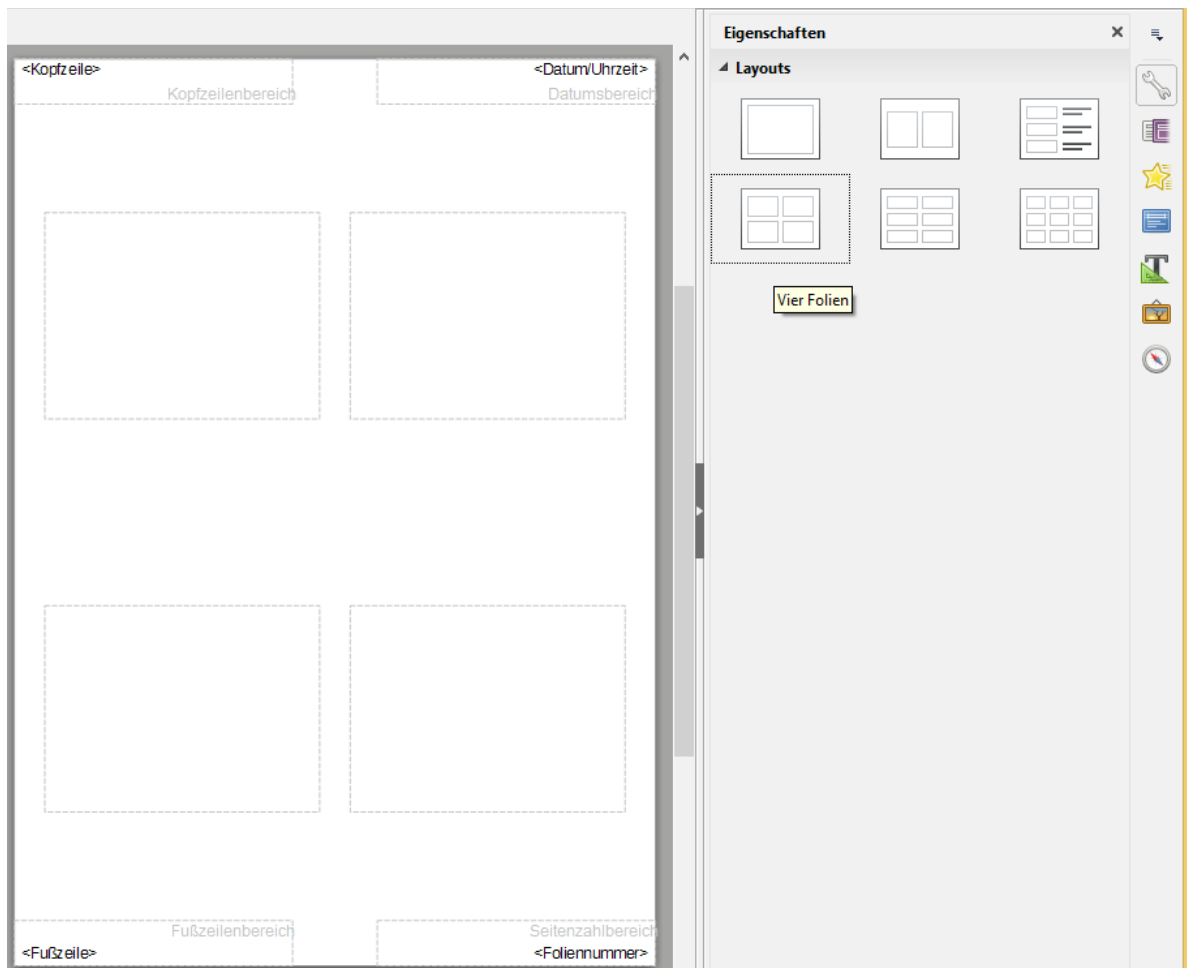 <Kopfzeile>
Kopfzeilenbereich
<Datum/Uhrzeit>
Datumsbereich
Fußzeilenbereich
<Fußzeile>
Seitenzahlbereich
<Foliennummer>
Eigenschaften
Layouts
Vier Folien